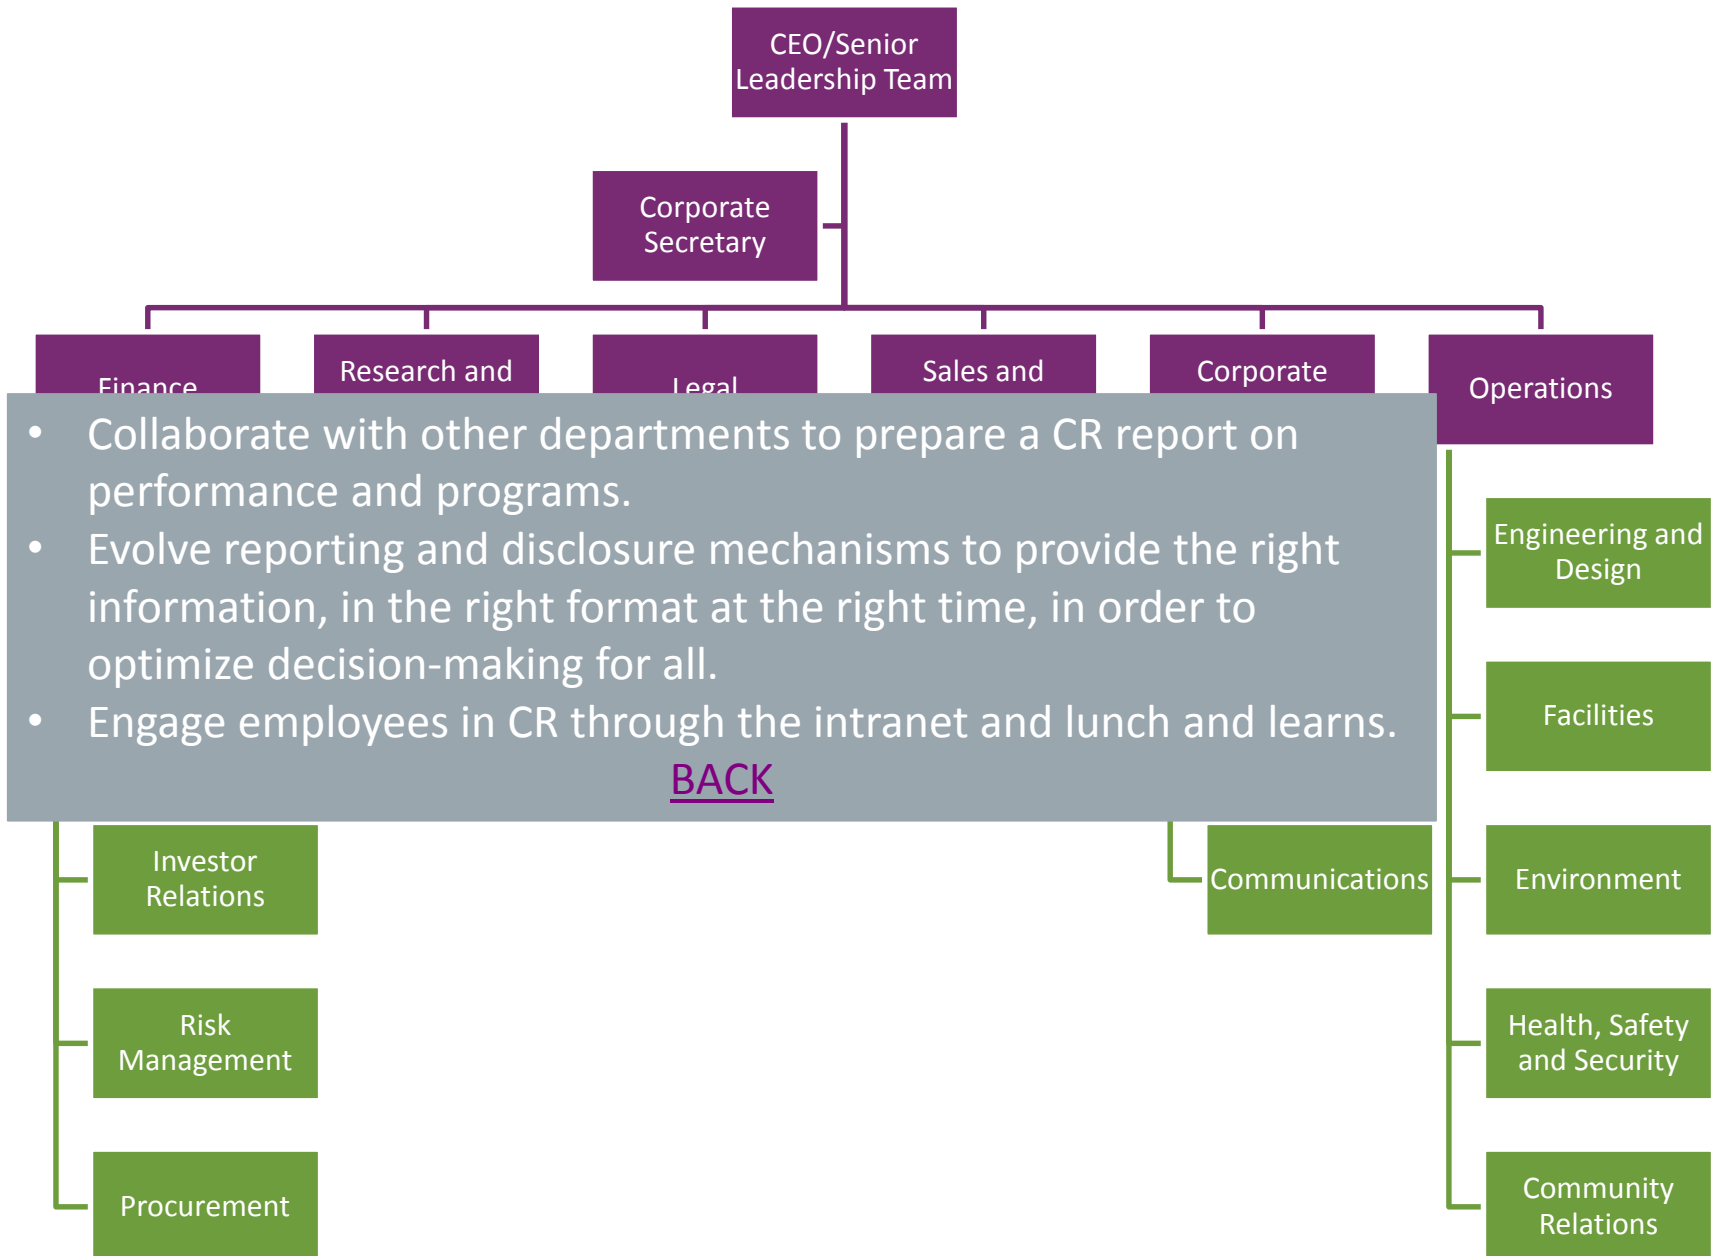 CEO/Senior
Leadership Team
Corporate
Secretary
Finance
Research and
Legal
Sales and
Corporate
Operations
• Collaborate with other departments to prepare a CR report on
performance and programs.
• Evolve reporting and disclosure mechanisms to provide the right
information, in the right format at the right time, in order to
optimize decision-making for all.
• Engage employees in CR through the intranet and lunch and learns.
BACK
Engineering and
Design
Facilities
Investor
Relations
Communications
Environment
Risk
Management
Health, Safety
and Security
Procurement
Community
Relations